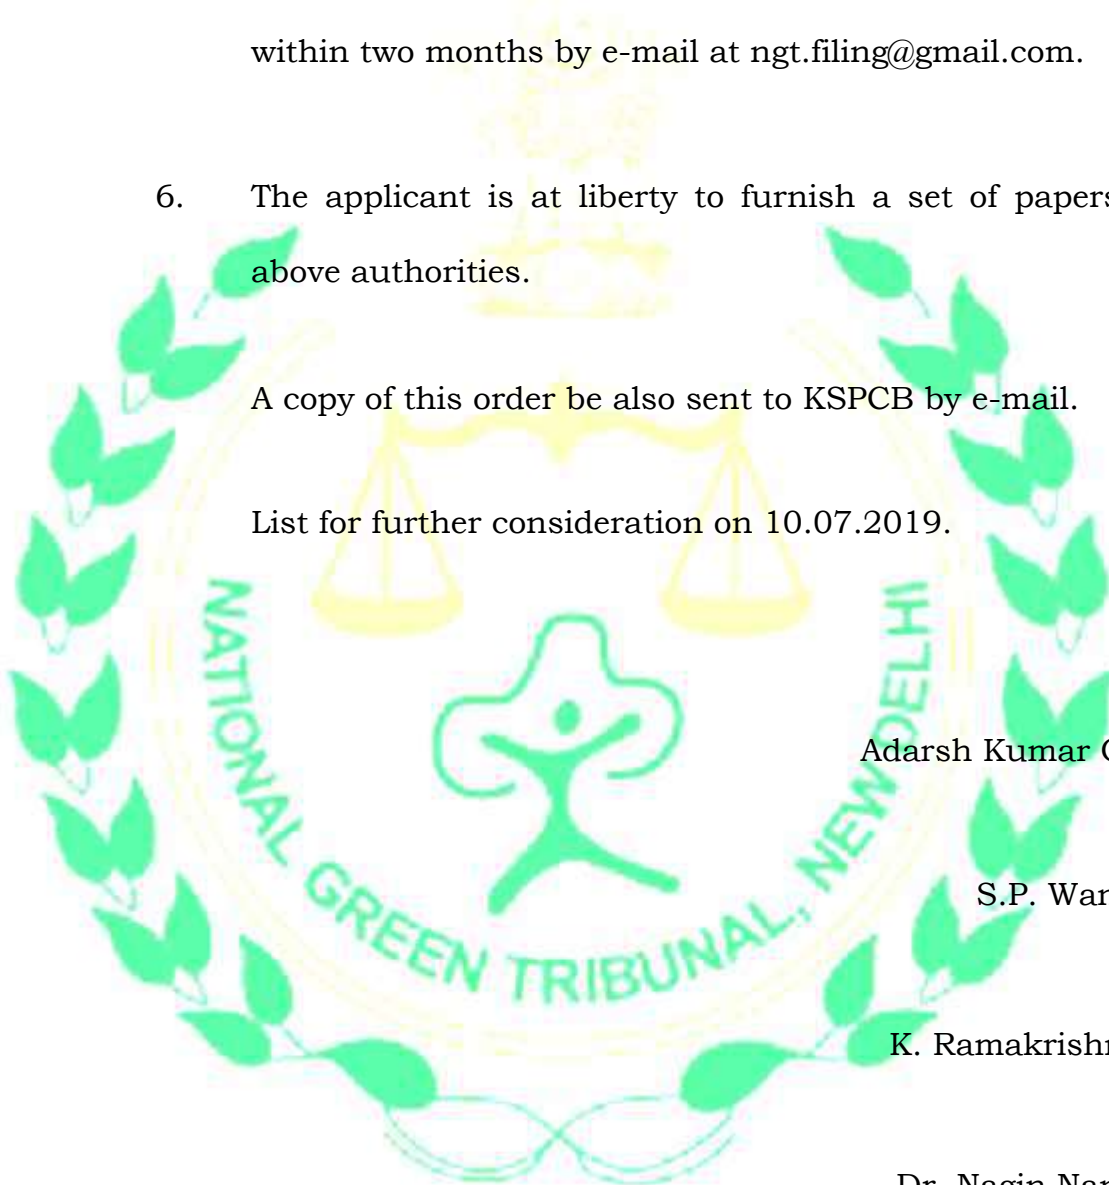 within two months by e-mail at ngt.filing@gmail.com.
6. The applicant is at liberty to furnish a set of papers
above authorities.
A copy of this order be also sent to KSPCB by e-mail.
List for further consideration on 10.07.2019.
Adarsh Kumar
S.P.
K.
Dr. Nagin
NATIONAL GREEN TRIBUNAL, NEW DELHI